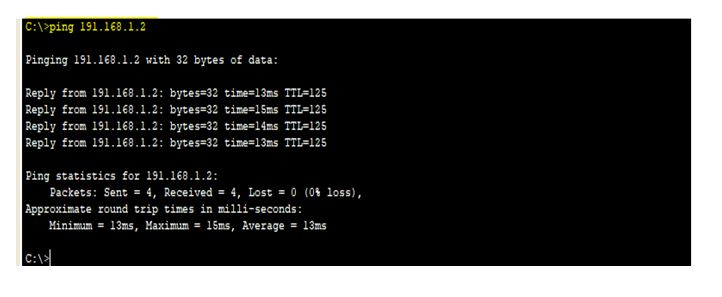 C:\>ping 191.168.1.2
Pinging 191.168.1.2 with 32 bytes of data:
Reply from 191.168.1.2: bytes=32 time=13ms TTL=125
Reply from 191.168.1.2: bytes=32 time=15ms TTL=125
Reply from 191.168.1.2: bytes=32 time=14ms TTL=125
Reply from 191.168.1.2: bytes=32 time=13ms TTL=125
Ping statistics for 191.168.1.2:
Packets: Sent = 4, Received = 4, Lost = 0 (0% loss),
Approximate round trip times in milli-seconds:
Minimum = 13ms, Maximum = 15ms, Average = 13ms
C:\>